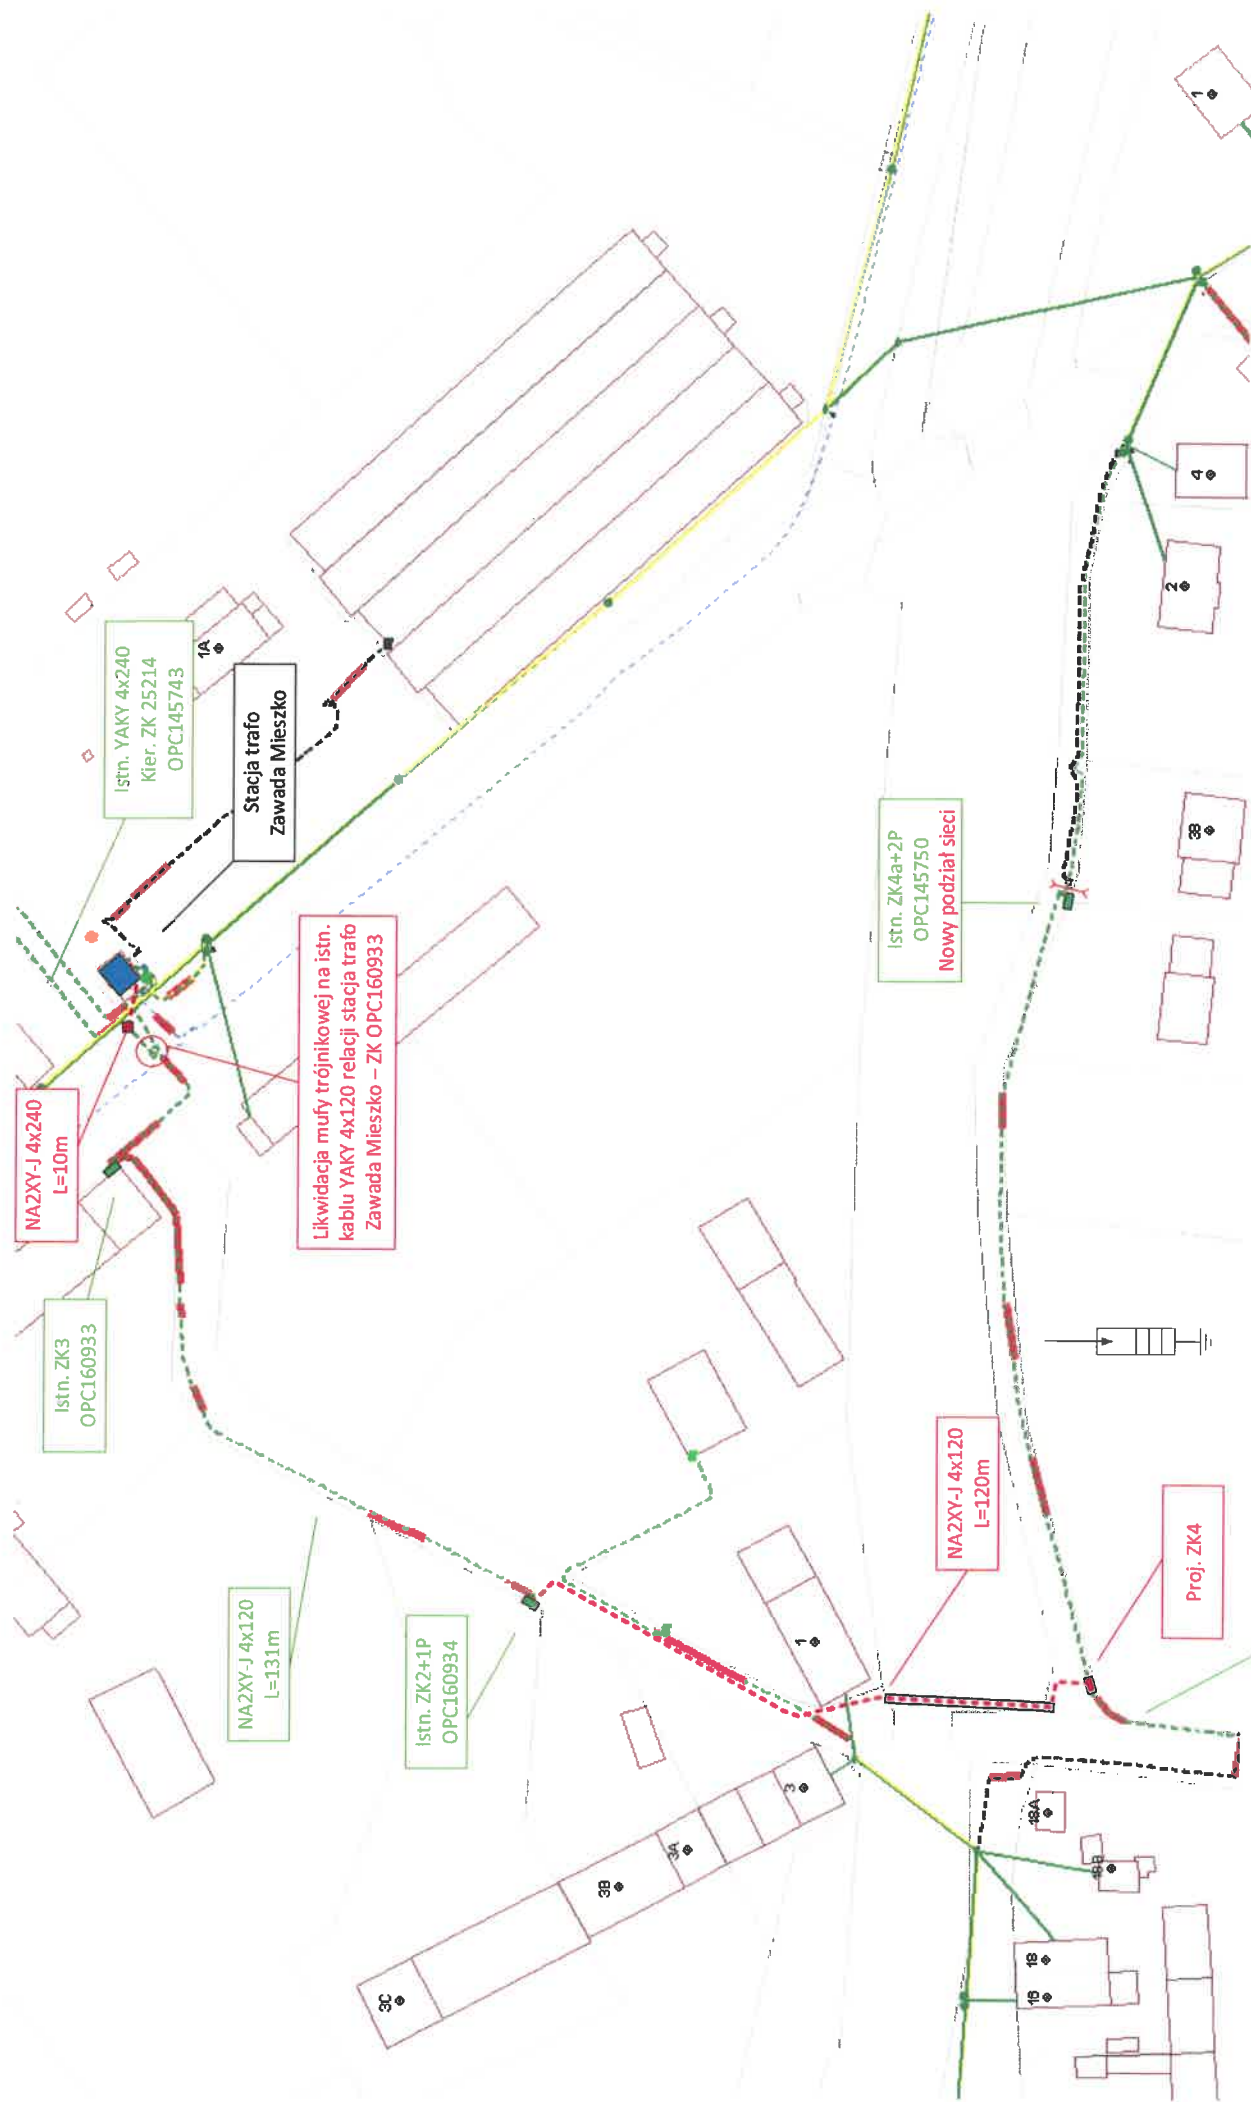 Istn. YAKY 4x240
Kier. ZK 25214
OPC145743
1A
Stacja trafo
Zawada Mieszko
NA2XY-J 4x240
L=10m
Likwidacja mufy trójnikowej na istn.
kablu YAKY 4x120 relacji stacja trafo
Zawada Mieszko – ZK OPC160933
Istn. ZK3
OPC160933
NA2XY-J 4x120
L=131m
Istn. ZK2+1P
OPC160934
Istn. ZK4a+2P
OPC145750
Nowy podział sieci
NA2XY-J 4x120
L=120m
Proj. ZK4
1
4
2
3B
1
3
3A
3B
3C
18A
18B
18
16